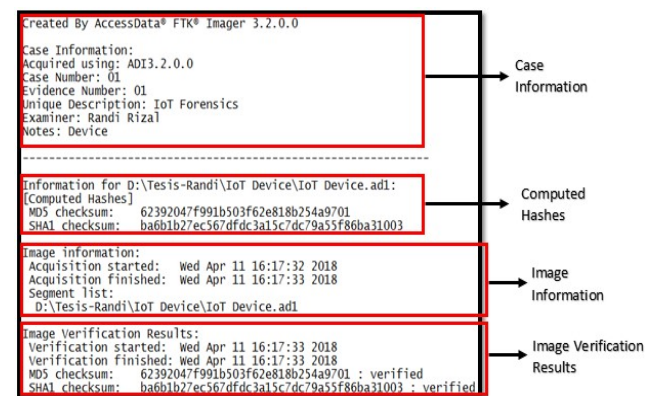 Created By AccessData® FTK® Imager 3.2.0.0
Case Information:
Acquired using: ADI3.2.0.0
Case Number: 01
Evidence Number: 01
Unique Description: IoT Forensics
Examiner: Randi Rizal
Notes: Device
--------------------------------------------------------------
Information for D:\Tesis-Randi\IoT Device\IoT Device.ad1:
[Computed Hashes]
MD5 checksum: 62392047f991b503f62e818b254a9701
SHA1 checksum: ba6b1b27ec567dfdc3a15c7dc79a55f86ba31003
Image information:
Acquisition started: Wed Apr 11 16:17:32 2018
Acquisition finished: Wed Apr 11 16:17:33 2018
Segment list:
D:\Tesis-Randi\IoT Device\IoT Device.ad1
Image Verification Results:
Verification started: Wed Apr 11 16:17:33 2018
Verification finished: Wed Apr 11 16:17:33 2018
MD5 checksum: 62392047f991b503f62e818b254a9701 : verified
SHA1 checksum: ba6b1b27ec567dfdc3a15c7dc79a55f86ba31003 : verified
Case
Information
Computed
Hashes
Image
Information
Image Verification
Results